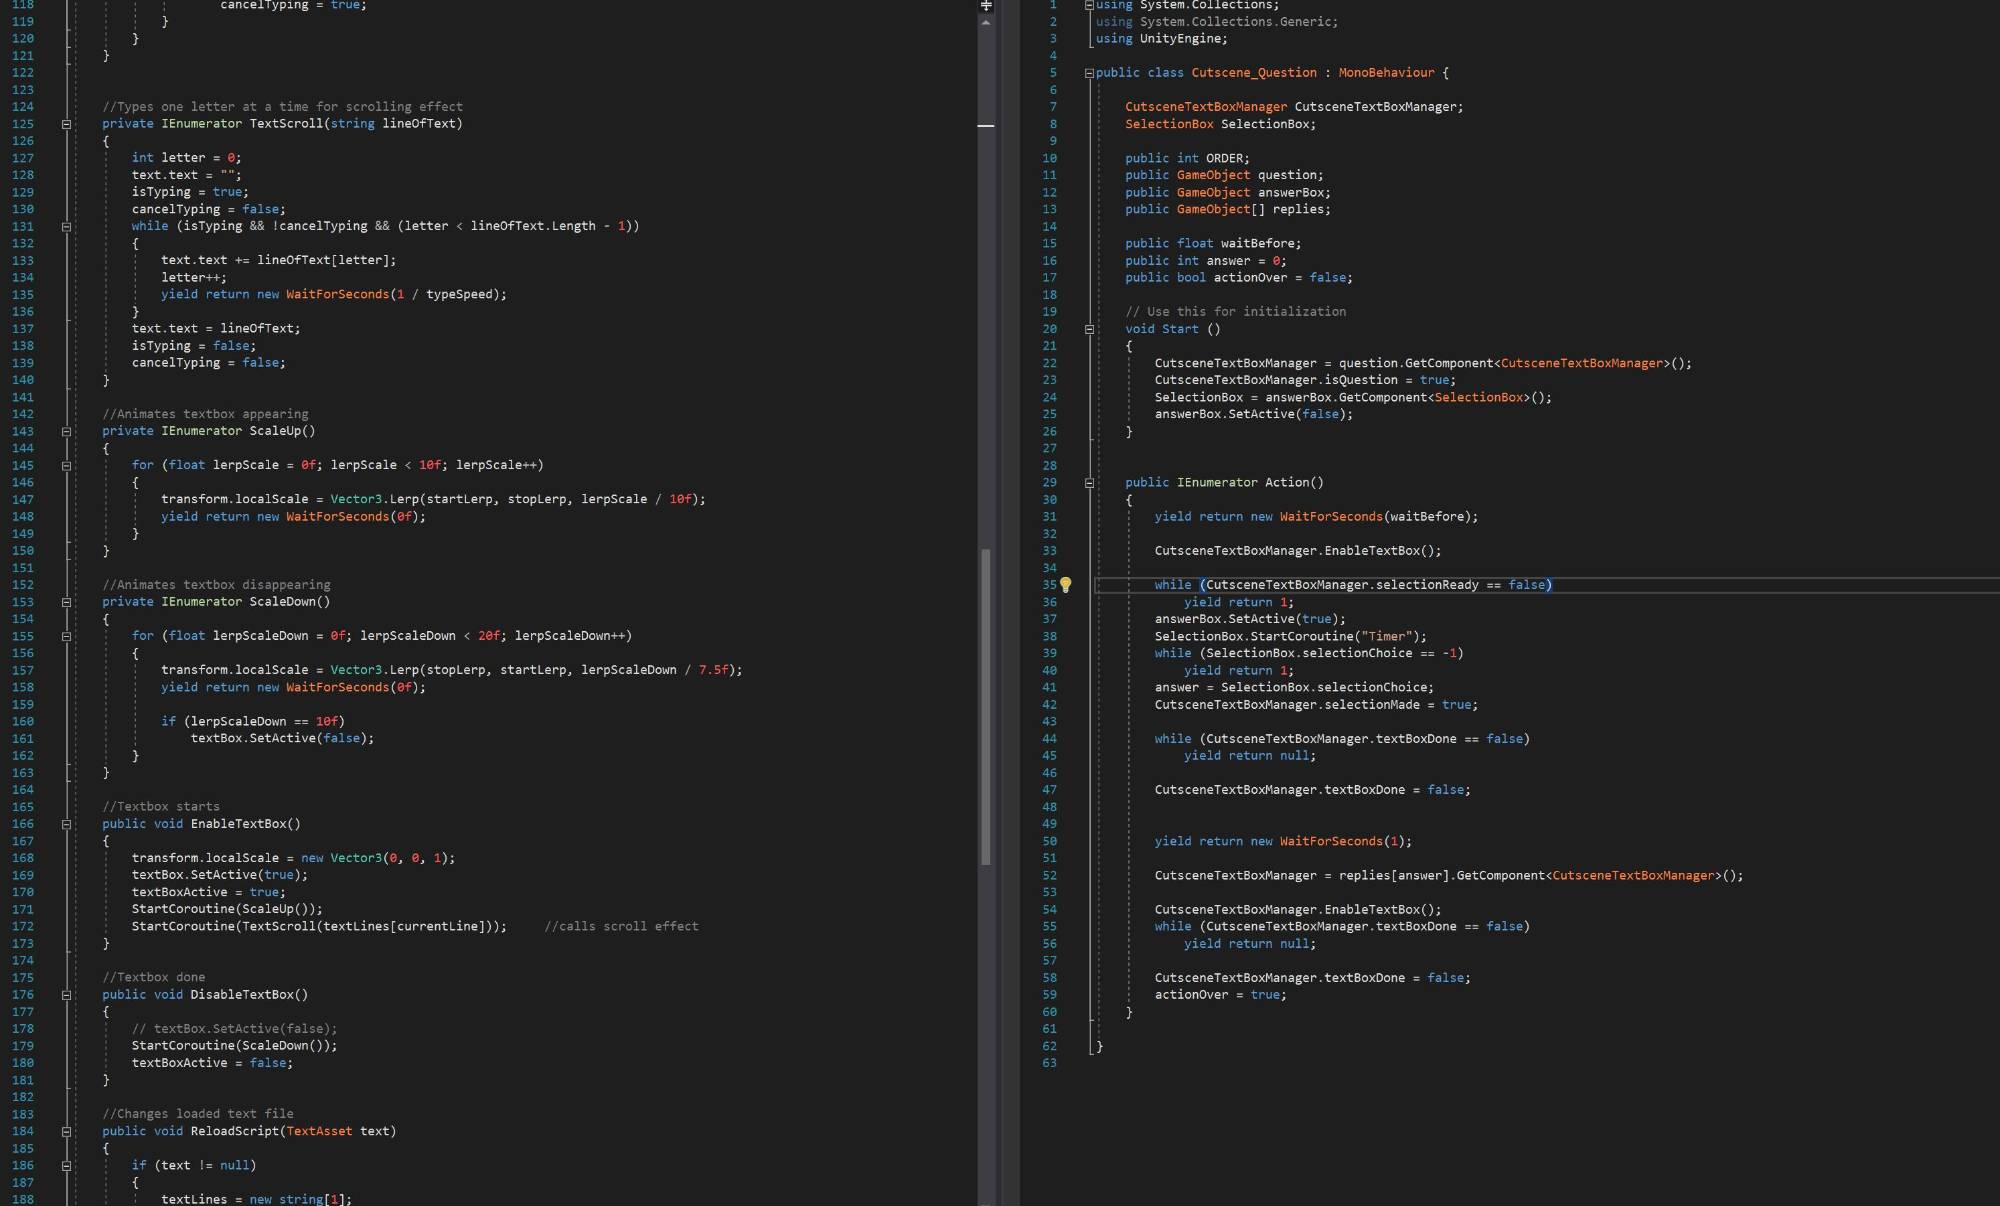 118 cancelTyping = true;
119 }
120 }
121 }
122
123
124 //Types one letter at a time for scrolling effect
125 private IEnumerator TextScroll(string lineOfText)
126 {
127 int letter = 0;
128 text.text = "";
129 isTyping = true;
130 cancelTyping = false;
131 while (isTyping && !cancelTyping && (letter < lineOfText.Length - 1))
132 {
133 text.text += lineOfText[letter];
134 letter++;
135 yield return new WaitForSeconds(1 / typeSpeed);
136 }
137 text.text = lineOfText;
138 isTyping = false;
139 cancelTyping = false;
140 }
141
142 //Animates textbox appearing
143 private IEnumerator ScaleUp()
144 {
145 for (float lerpScale = 0f; lerpScale < 10f; lerpScale++)
146 {
147 transform.localScale = Vector3.Lerp(startLerp, stopLerp, lerpScale / 10f);
148 yield return new WaitForSeconds(0f);
149 }
150 }
151
152 //Animates textbox disappearing
153 private IEnumerator ScaleDown()
154 {
155 for (float lerpScaleDown = 0f; lerpScaleDown < 20f; lerpScaleDown++)
156 {
157 transform.localScale = Vector3.Lerp(stopLerp, startLerp, lerpScaleDown / 7.5f);
158 yield return new WaitForSeconds(0f);
159
160 if (lerpScaleDown == 10f)
161 textBox.SetActive(false);
162 }
163 }
164
165 //Textbox starts
166 public void EnableTextBox()
167 {
168 transform.localScale = new Vector3(0, 0, 1);
169 textBox.SetActive(true);
170 textBoxActive = true;
171 StartCoroutine(ScaleUp());
172 StartCoroutine(TextScroll(textLines[currentLine])); //calls scroll effect
173 }
174
175 //Textbox done
176 public void DisableTextBox()
177 {
178 // textBox.SetActive(false);
179 StartCoroutine(ScaleDown());
180 textBoxActive = false;
181 }
182
183 //Changes loaded text file
184 public void ReloadScript(TextAsset text)
185 {
186 if (text != null)
187 {
188 textLines = new string[1];
1 using System.Collections;
2 using System.Collections.Generic;
3 using UnityEngine;
4
5 public class Cutscene_Question : MonoBehaviour {
6
7 CutsceneTextBoxManager CutsceneTextBoxManager;
8 SelectionBox SelectionBox;
9
10 public int ORDER;
11 public GameObject question;
12 public GameObject answerBox;
13 public GameObject[] replies;
14
15 public float waitBefore;
16 public int answer = 0;
17 public bool actionOver = false;
18
19 // Use this for initialization
20 void Start ()
21 {
22 CutsceneTextBoxManager = question.GetComponent<CutsceneTextBoxManager>();
23 CutsceneTextBoxManager.isQuestion = true;
24 SelectionBox = answerBox.GetComponent<SelectionBox>();
25 answerBox.SetActive(false);
26 }
27
28
29 public IEnumerator Action()
30 {
31 yield return new WaitForSeconds(waitBefore);
32
33 CutsceneTextBoxManager.EnableTextBox();
34
35 while (CutsceneTextBoxManager.selectionReady == false)
36 yield return 1;
37 answerBox.SetActive(true);
38 SelectionBox.StartCoroutine("Timer");
39 while (SelectionBox.selectionChoice == -1)
40 yield return 1;
41 answer = SelectionBox.selectionChoice;
42 CutsceneTextBoxManager.selectionMade = true;
43
44 while (CutsceneTextBoxManager.textBoxDone == false)
45 yield return null;
46
47 CutsceneTextBoxManager.textBoxDone = false;
48
49
50 yield return new WaitForSeconds(1);
51
52 CutsceneTextBoxManager = replies[answer].GetComponent<CutsceneTextBoxManager>();
53
54 CutsceneTextBoxManager.EnableTextBox();
55 while (CutsceneTextBoxManager.textBoxDone == false)
56 yield return null;
57
58 CutsceneTextBoxManager.textBoxDone = false;
59 actionOver = true;
60 }
61
62 }
63